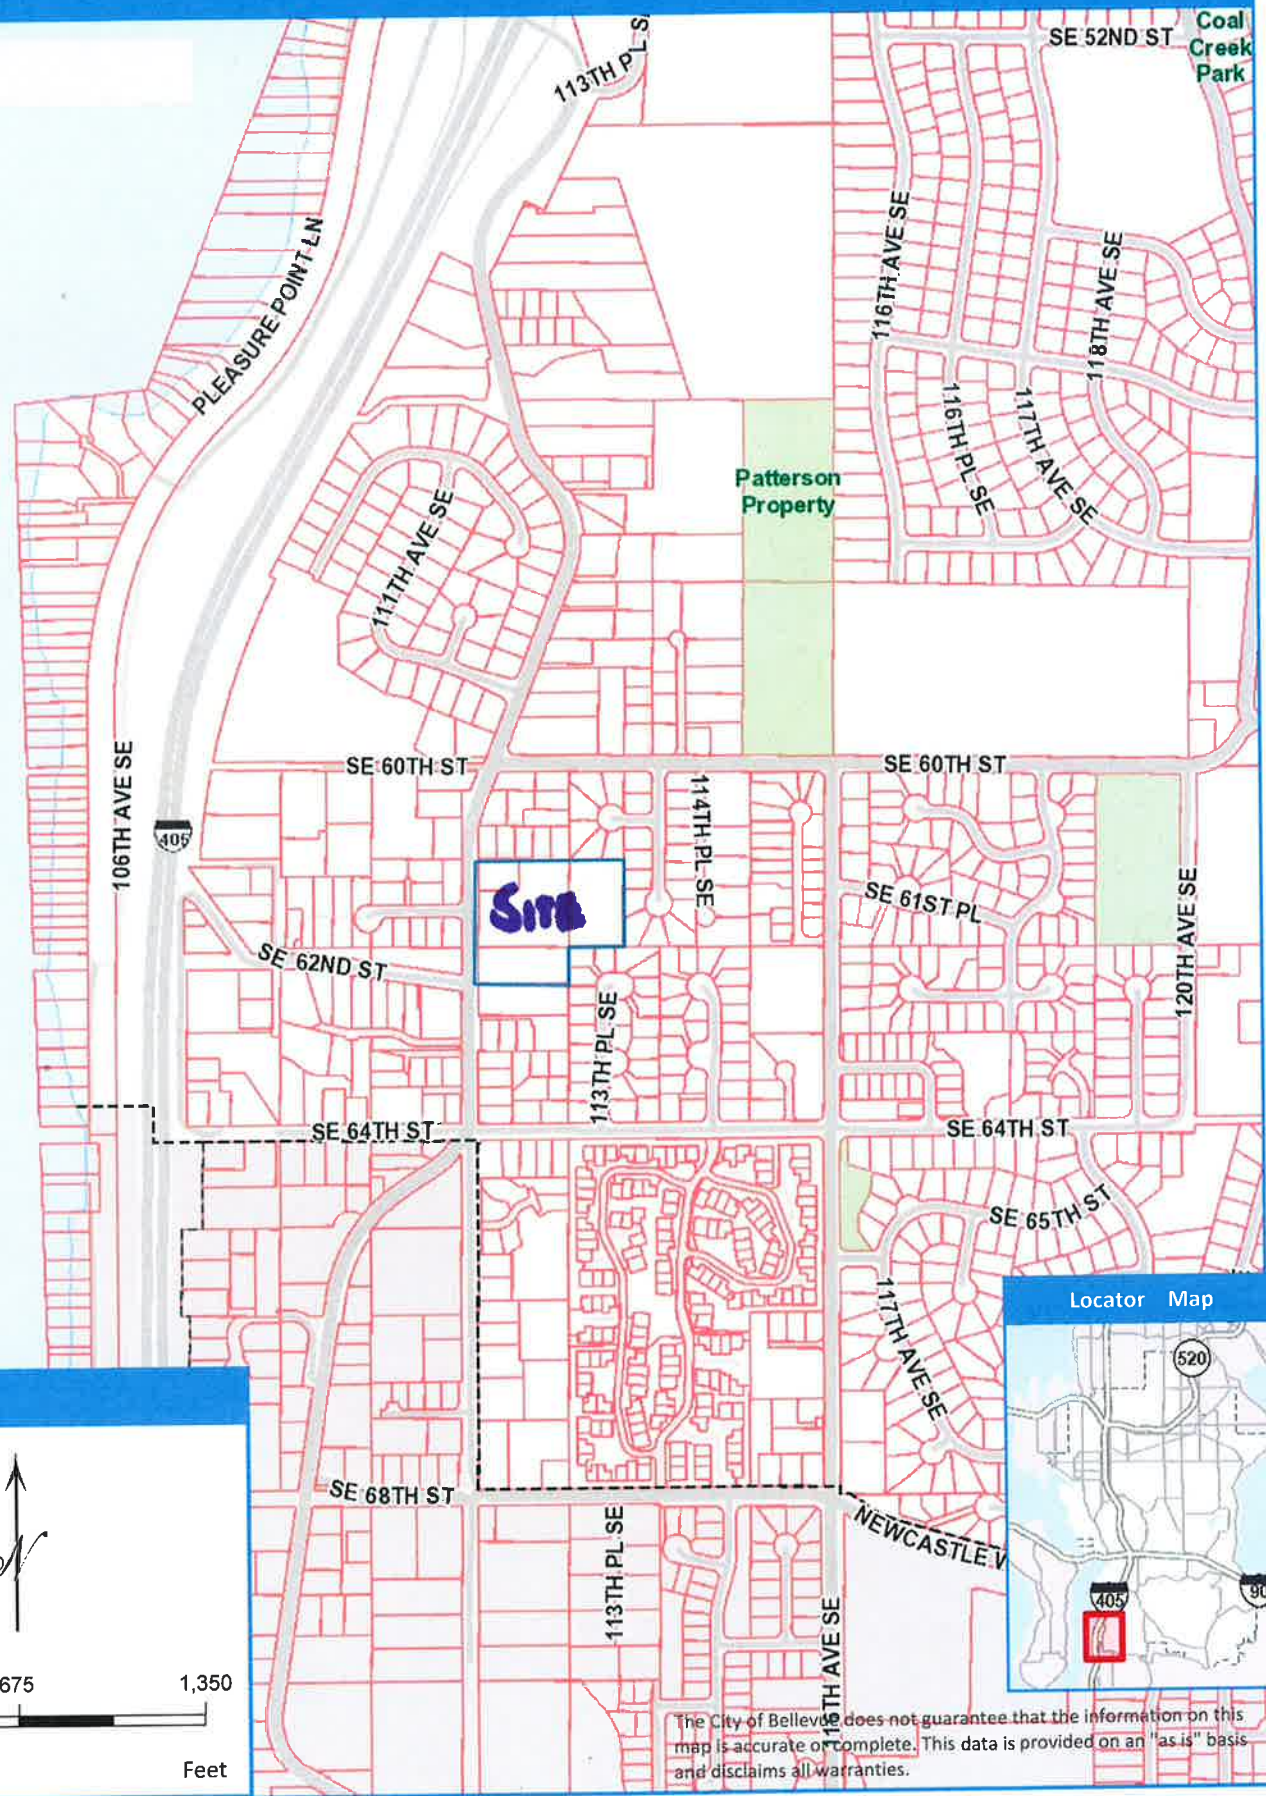 113TH PL S
SE 52ND ST
Coal
Creek
Park
PLEASURE POINT LN
116TH AVE SE
118TH AVE SE
116TH PL SE
117TH AVE SE
Patterson
Property
111TH AVE SE
106TH AVE SE
405
SE 60TH ST
SE 60TH ST
114TH PL SE
SITE
SE 61ST PL
120TH AVE SE
SE 62ND ST
113TH PL SE
SE 64TH ST
SE 64TH ST
SE 65TH ST
117TH AVE SE
Locator Map
520
405
90
SE 68TH ST
113TH PL SE
NEWCASTLE W
116TH AVE SE
N
675
1,350
Feet
The City of Bellevue does not guarantee that the information on this
map is accurate or complete. This data is provided on an "as is" basis
and disclaims all warranties.